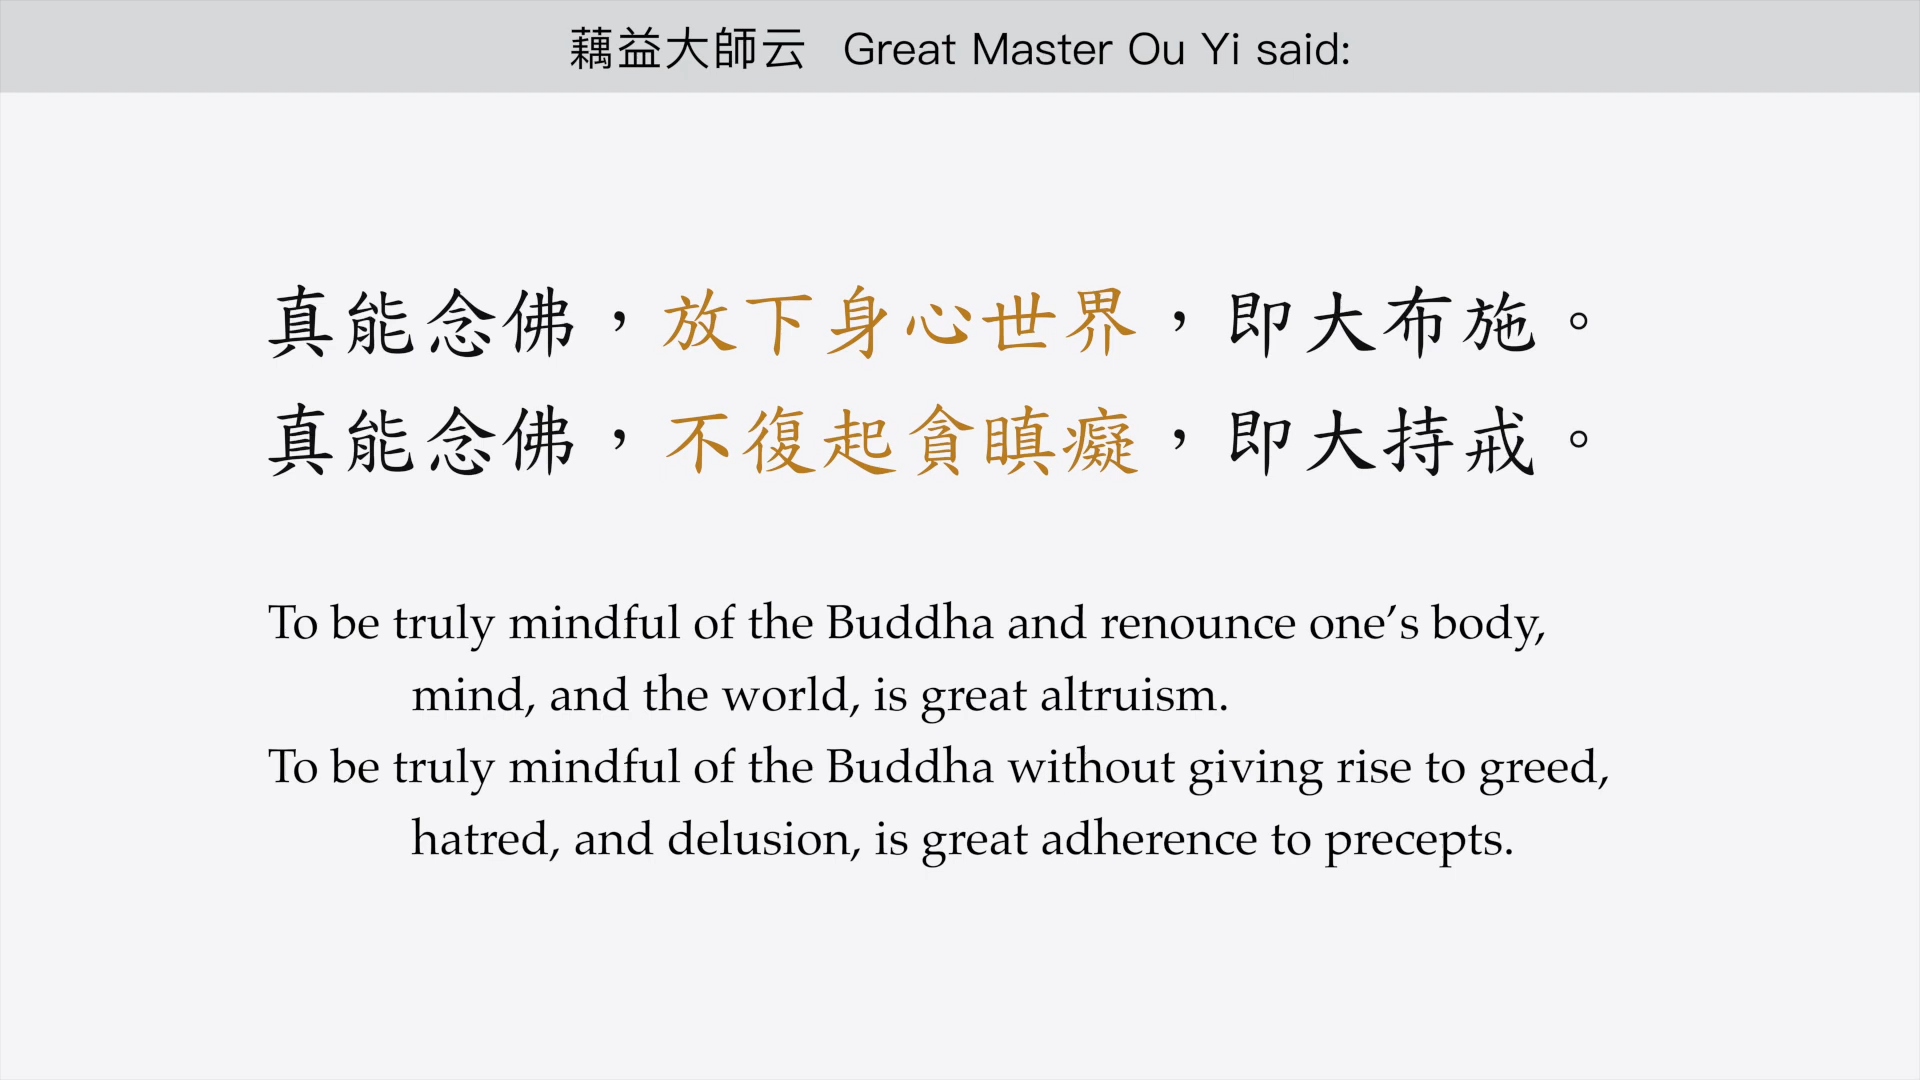 藕益大師云 Great Master Ou Yi said:
真能念佛，放下身心世界，即大布施。
真能念佛，不復起貪瞋癡，即大持戒。
To be truly mindful of the Buddha and renounce one’s body,
mind, and the world, is great altruism.
To be truly mindful of the Buddha without giving rise to greed,
hatred, and delusion, is great adherence to precepts.